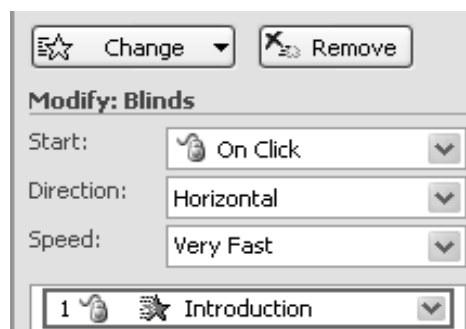 Change Remove
Modify: Blinds
Start: On Click
Direction: Horizontal
Speed: Very Fast
1 Introduction